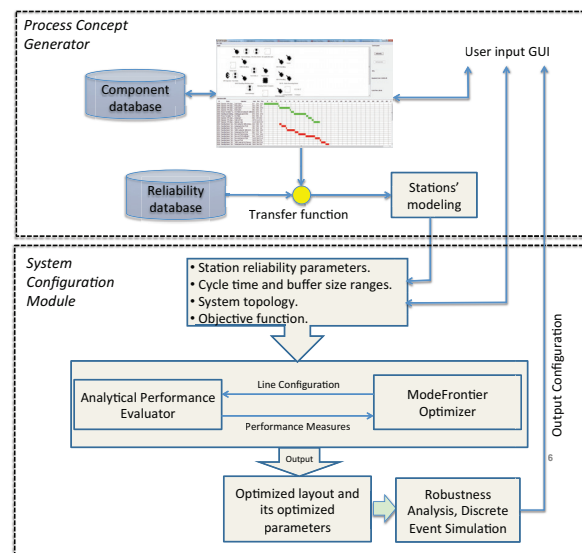 Process Concept
Generator
User input GUI
Component
database
Reliability
database
Transfer function
Stations'
modeling
System
Configuration
Module
• Station reliability parameters.
• Cycle time and buffer size ranges.
• System topology.
• Objective function.
Analytical Performance
Evaluator
Line Configuration
Performance Measures
ModeFrontier
Optimizer
Output
Optimized layout and
its optimized
parameters
Robustness
Analysis, Discrete
Event Simulation
Output Configuration
6